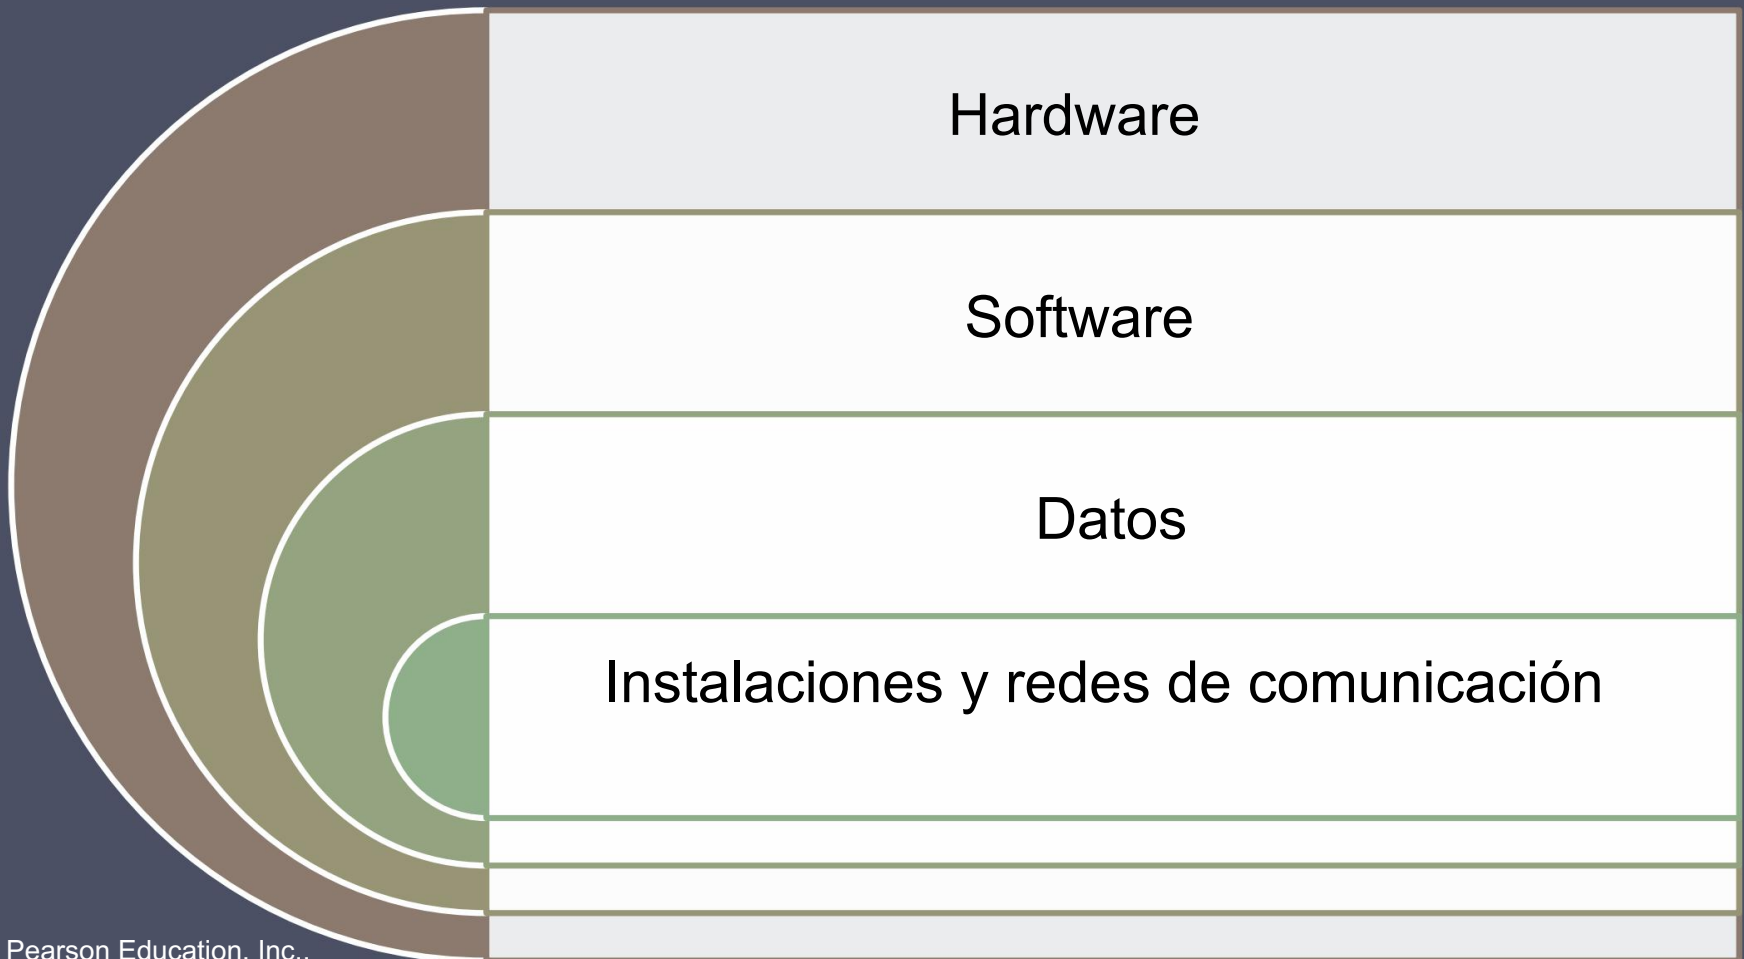 Hardware
Software
Datos
Instalaciones y redes de comunicación
Pearson Education, Inc.,